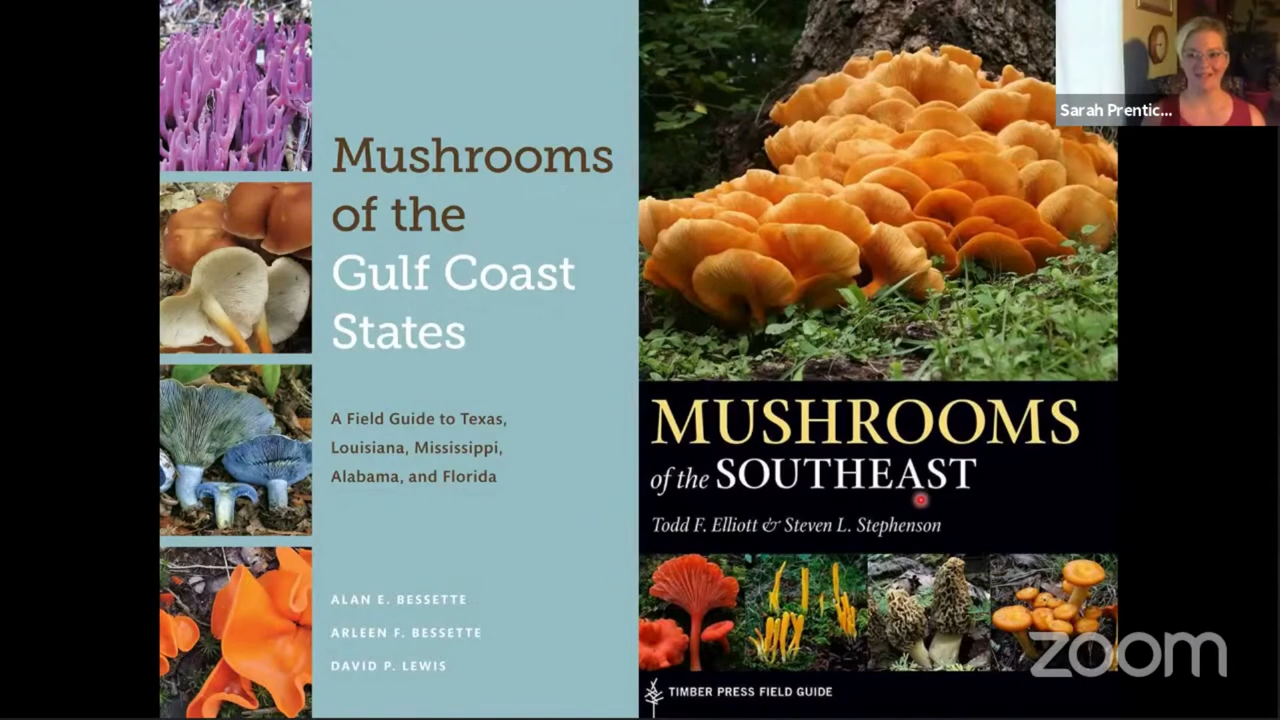 Mushrooms
of the
Gulf Coast
States
A Field Guide to Texas,
Louisiana, Mississippi,
Alabama, and Florida
ALAN E. BESSETTE
ARLEEN F. BESSETTE
DAVID P. LEWIS
MUSHROOMS
of the SOUTHEAST
Todd F. Elliott & Steven L. Stephenson
TIMBER PRESS FIELD GUIDE
Sarah Prentic...
zoom